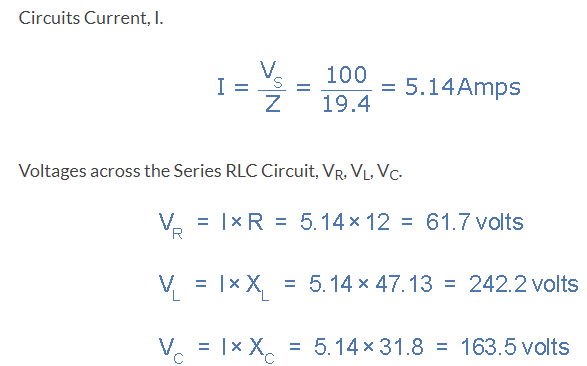 Circuits Current, I.
I = V_S / Z = 100 / 19.4 = 5.14 Amps
Voltages across the Series RLC Circuit, V_R, V_L, V_C.
V_R = I × R = 5.14 × 12 = 61.7 volts
V_L = I × X_L = 5.14 × 47.13 = 242.2 volts
V_C = I × X_C = 5.14 × 31.8 = 163.5 volts